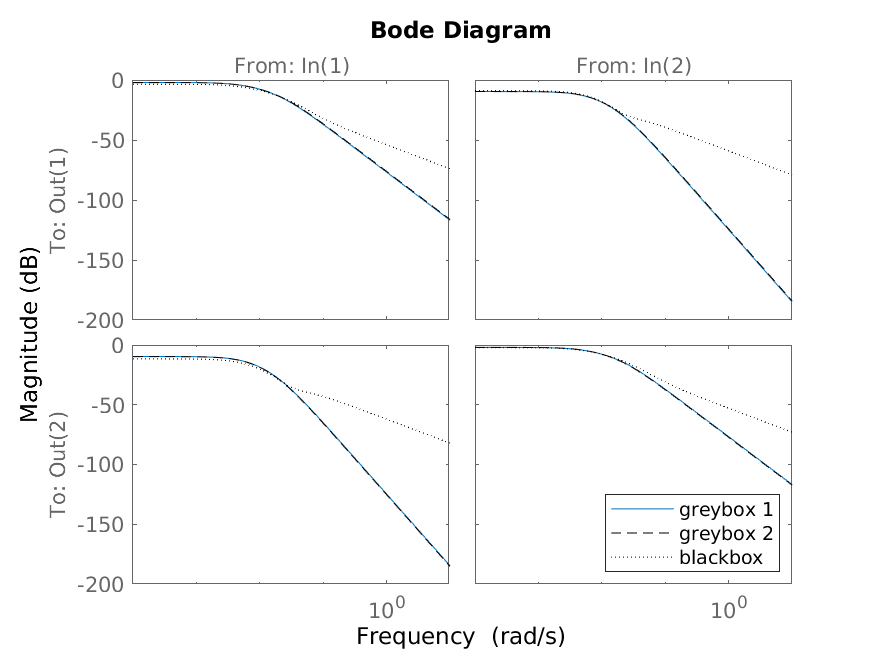 Bode Diagram
From: In(1)
From: In(2)
Magnitude (dB)
To: Out(1)
0
-50
-100
-150
-200
To: Out(2)
0
-50
-100
-150
-200
greybox 1
greybox 2
blackbox
10^0
10^0
Frequency (rad/s)